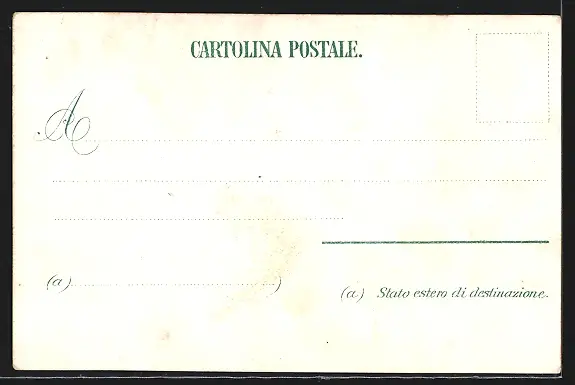 CARTOLINA POSTALE.
A
(a) )
(a) Stato estero di destinazione.